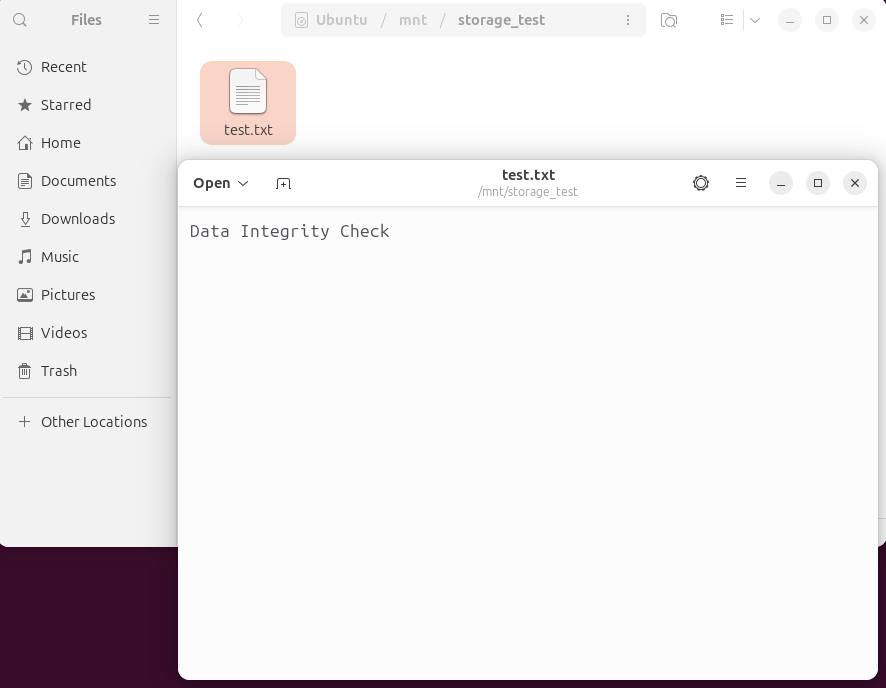 Files
Ubuntu / mnt / storage_test
Recent
Starred
Home
Documents
Downloads
Music
Pictures
Videos
Trash
Other Locations
test.txt
Open
test.txt
/mnt/storage_test
Data Integrity Check